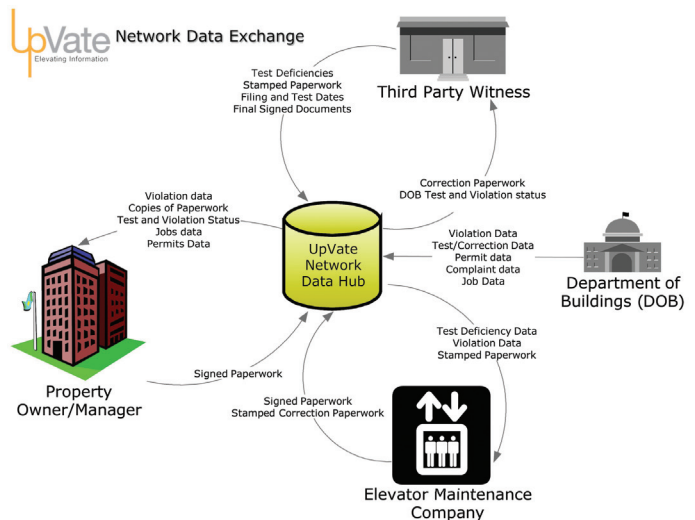 UpVate
Elevating Information
Network Data Exchange
Test Deficiencies
Stamped Paperwork
Filing and Test Dates
Final Signed Documents
Third Party Witness
Correction Paperwork
DOB Test and Violation status
Violation data
Copies of Paperwork
Test and Violation Status
Jobs data
Permits Data
UpVate
Network
Data Hub
Violation Data
Test/Correction Data
Permit data
Complaint data
Job Data
Department of
Buildings (DOB)
Property
Owner/Manager
Signed Paperwork
Signed Paperwork
Stamped Correction Paperwork
Test Deficiency Data
Violation Data
Stamped Paperwork
Elevator Maintenance
Company